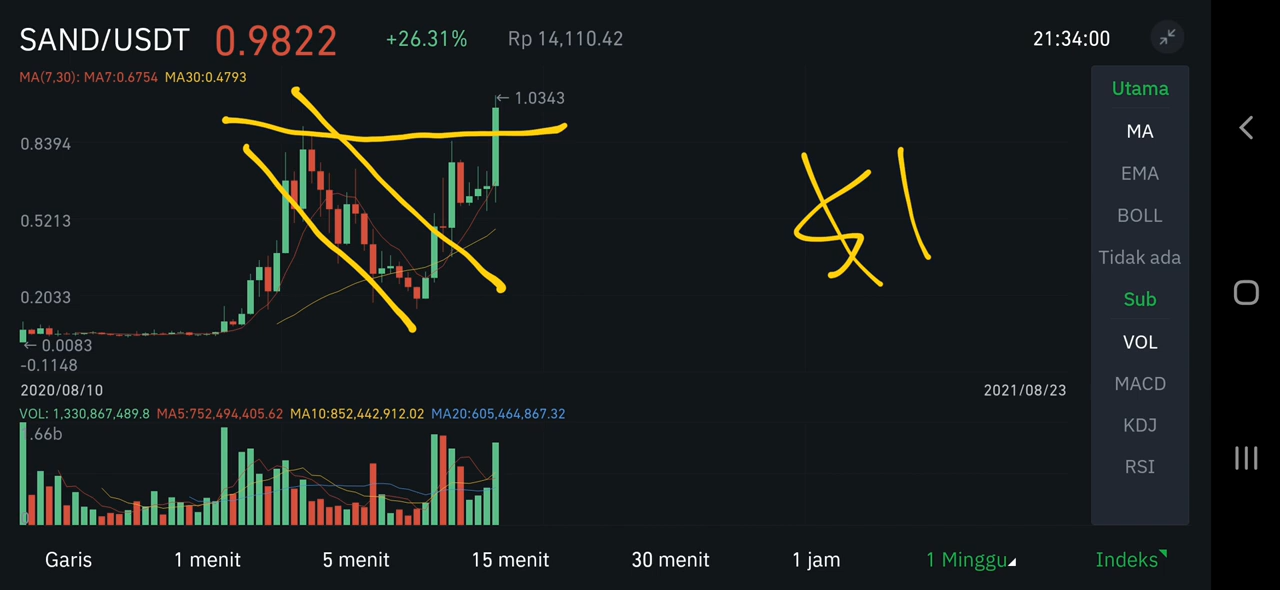 SAND/USDT 0.9822 +26.31% Rp 14,110.42 21:34:00
MA(7,30): MA7:0.6754 MA30:0.4793
Utama
← 1.0343
MA
0.8394
EMA
BOLL
0.5213
Tidak ada
0.2033
Sub
← 0.0083
VOL
-0.1148
MACD
2020/08/10 2021/08/23
VOL: 1,330,867,489.8 MA5:752,494,405.62 MA10:852,442,912.02 MA20:605,464,867.32
KDJ
.66b
RSI
$1
Garis 1 menit 5 menit 15 menit 30 menit 1 jam 1 Minggu Indeks